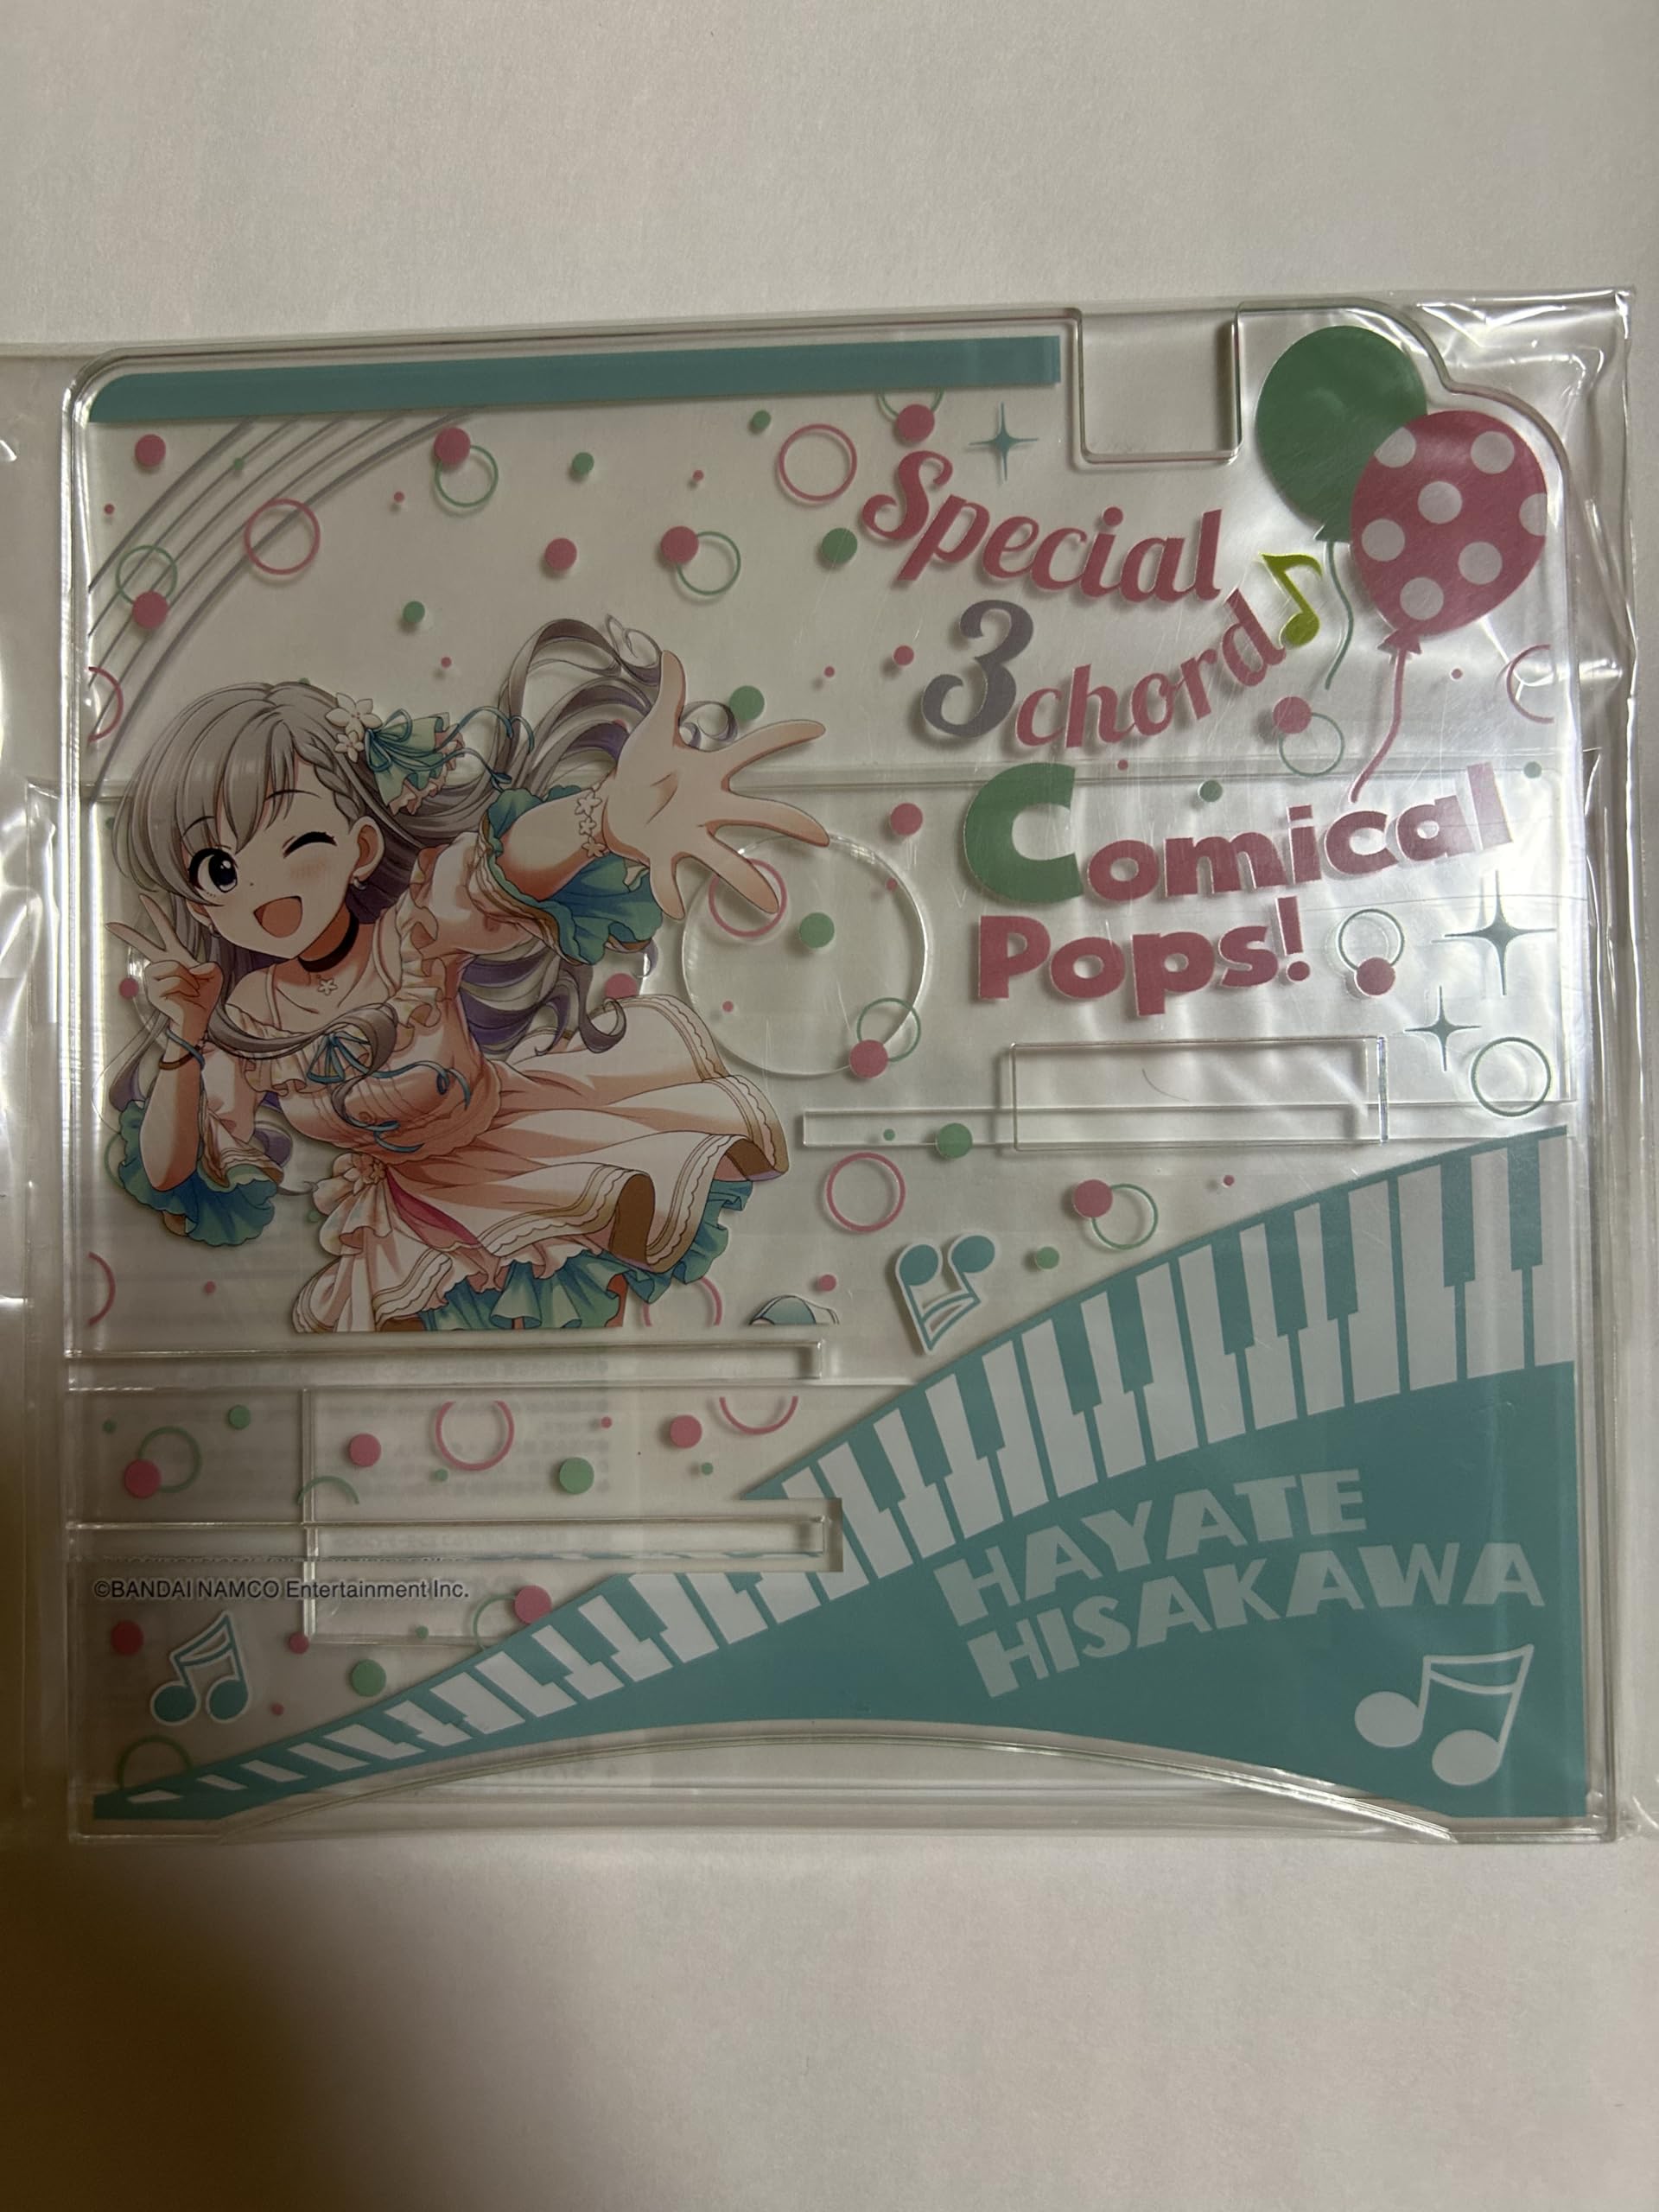 Special
3chord♪
Comical
Pops!
HAYATE
HISAKAWA
©BANDAI NAMCO Entertainment Inc.